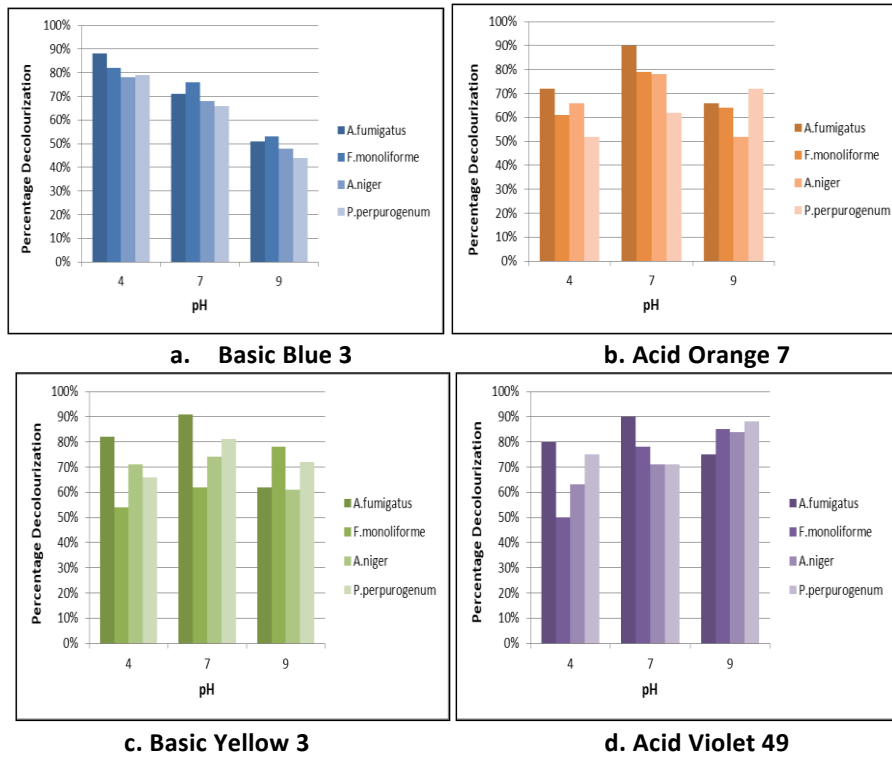 100%
90%
80%
70%
60%
50%
40%
30%
20%
10%
0%
Percentage Decolourization
4 7 9
pH
A.fumigatus
F.monoliforme
A.niger
P.perpurogenum
a. Basic Blue 3
100%
90%
80%
70%
60%
50%
40%
30%
20%
10%
0%
Percentage Decolourization
4 7 9
pH
A.fumigatus
F.monoliforme
A.niger
P.perpurogenum
b. Acid Orange 7
100%
90%
80%
70%
60%
50%
40%
30%
20%
10%
0%
Percentage Decolourization
4 7 9
pH
A.fumigatus
F.monoliforme
A.niger
P.perpurogenum
c. Basic Yellow 3
100%
90%
80%
70%
60%
50%
40%
30%
20%
10%
0%
Percentage Decolourization
4 7 9
pH
A.fumigatus
F.monoliforme
A.niger
P.perpurogenum
d. Acid Violet 49